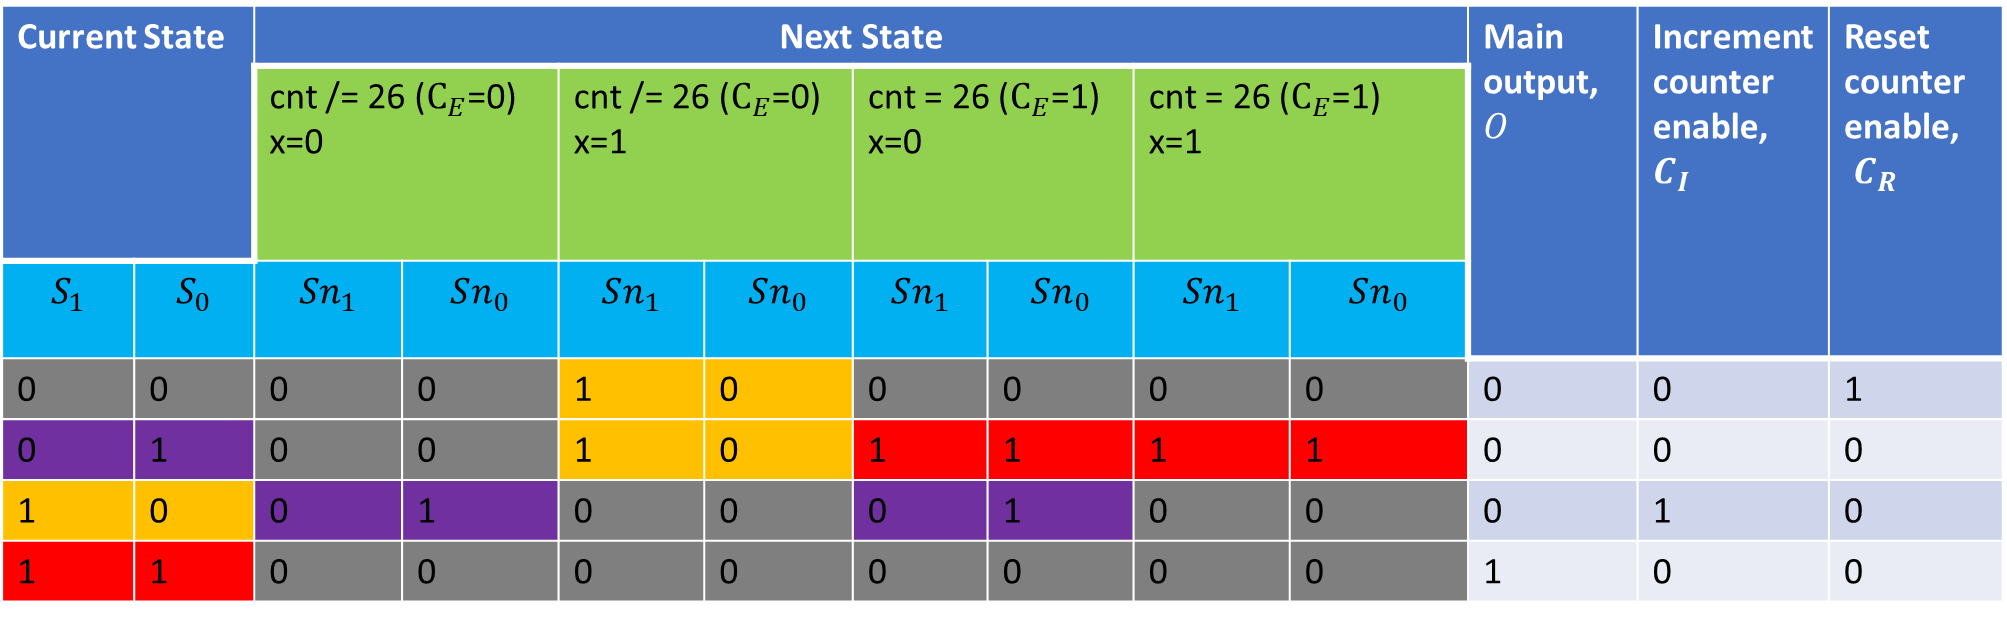 Current State Next State Main output, O Increment counter enable, C_I Reset counter enable, C_R
cnt /= 26 (C_E=0) x=0 cnt /= 26 (C_E=0) x=1 cnt = 26 (C_E=1) x=0 cnt = 26 (C_E=1) x=1
S_1 S_0 Sn_1 Sn_0 Sn_1 Sn_0 Sn_1 Sn_0 Sn_1 Sn_0
0 0 0 0 1 0 0 0 0 0 0 0 1
0 1 0 0 1 0 1 1 1 1 0 0 0
1 0 0 1 0 0 0 1 0 0 0 1 0
1 1 0 0 0 0 0 0 0 0 1 0 0